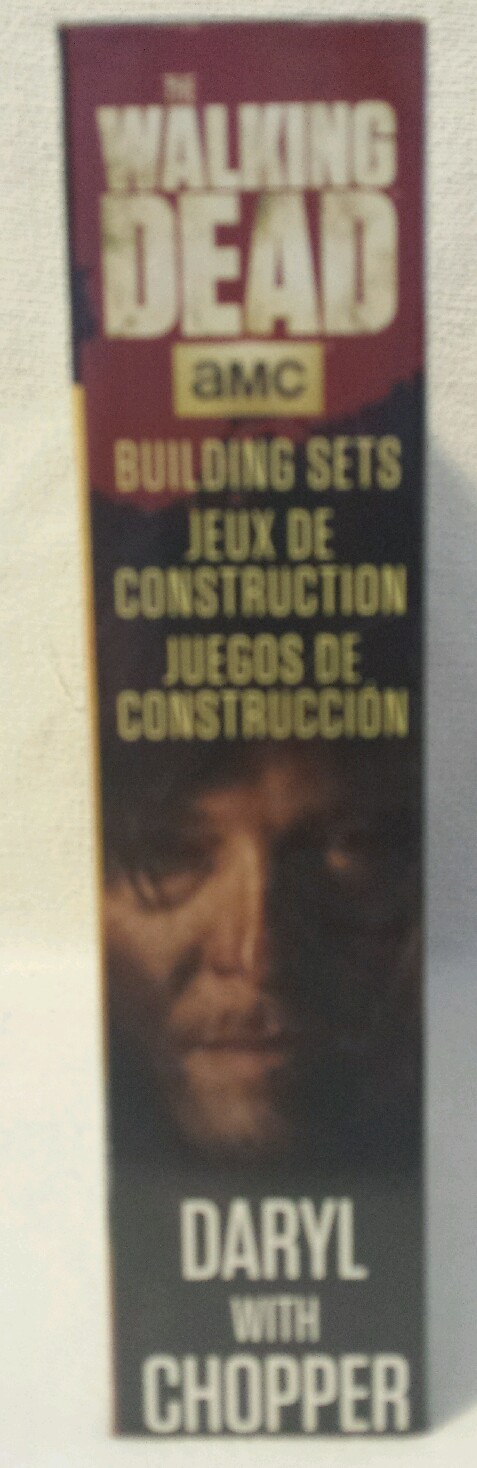 THE
WALKING
DEAD
aMC
BUILDING SETS
JEUX DE
CONSTRUCTION
JUEGOS DE
CONSTRUCCIÓN
DARYL
WITH
CHOPPER